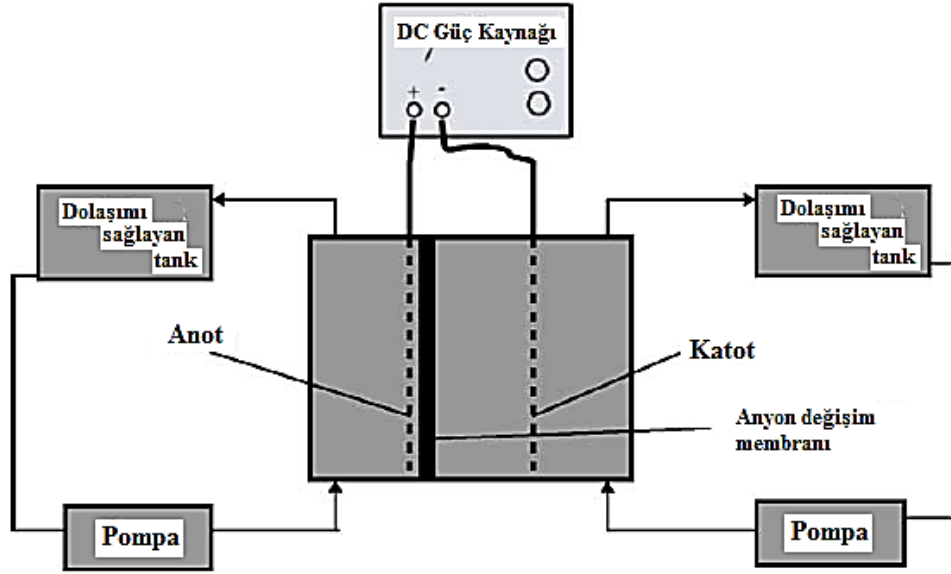 DC Güç Kaynağı
+ -
Dolaşımı
sağlayan
tank
Dolaşımı
sağlayan
tank
Anot
Katot
Anyon değişim
membranı
Pompa
Pompa